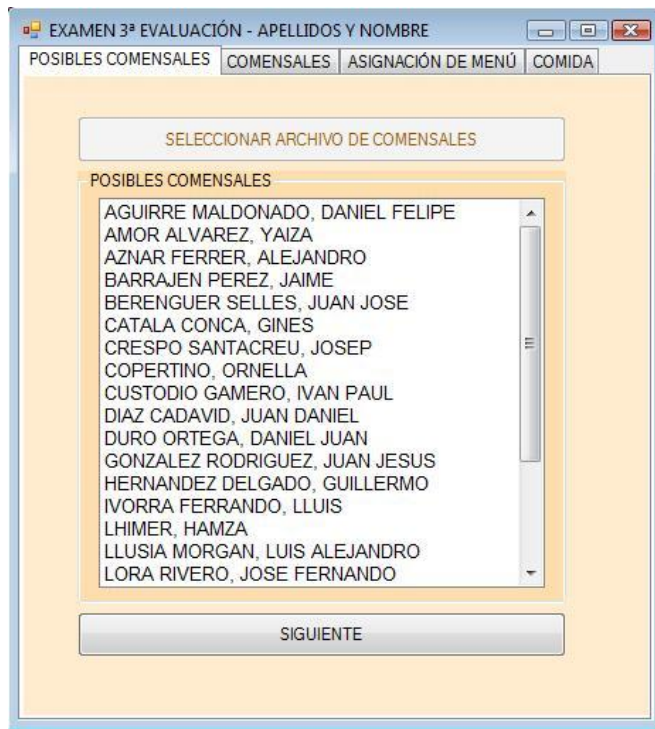 EXAMEN 3ª EVALUACIÓN - APELLIDOS Y NOMBRE
POSIBLES COMENSALES COMENSALES ASIGNACIÓN DE MENÚ COMIDA
SELECCIONAR ARCHIVO DE COMENSALES
POSIBLES COMENSALES
AGUIRRE MALDONADO, DANIEL FELIPE
AMOR ALVAREZ, YAIZA
AZNAR FERRER, ALEJANDRO
BARRAJEN PEREZ, JAIME
BERENGUER SELLES, JUAN JOSE
CATALA CONCA, GINES
CRESPO SANTACREU, JOSEP
COPERTINO, ORNELLA
CUSTODIO GAMERO, IVAN PAUL
DIAZ CADAVID, JUAN DANIEL
DURO ORTEGA, DANIEL JUAN
GONZALEZ RODRIGUEZ, JUAN JESUS
HERNANDEZ DELGADO, GUILLERMO
IVORRA FERRANDO, LLUIS
LHIMER, HAMZA
LLUSIA MORGAN, LUIS ALEJANDRO
LORA RIVERO, JOSE FERNANDO
SIGUIENTE